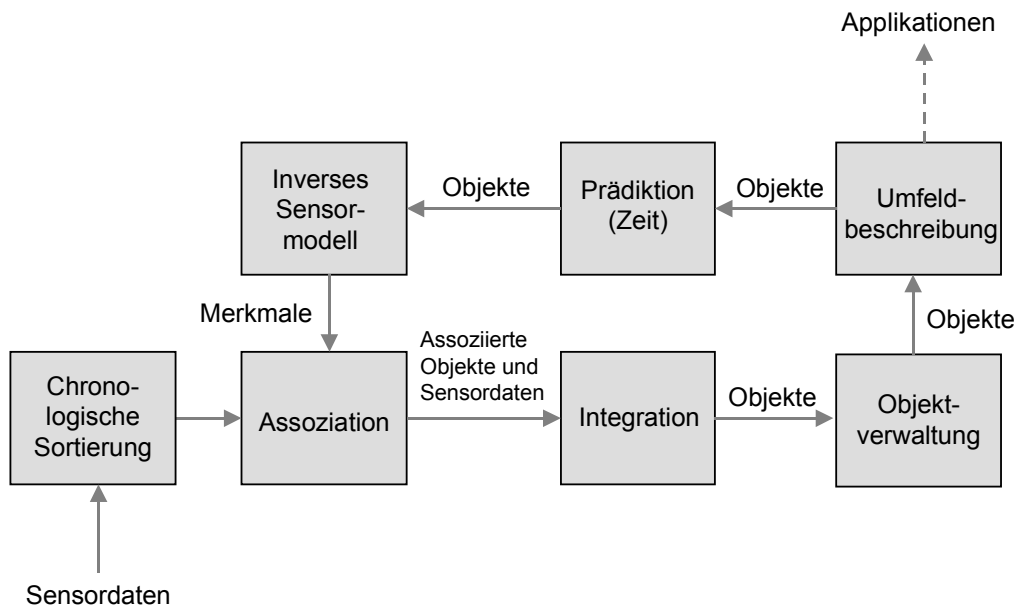 Applikationen
Inverses
Sensor-
modell
Objekte
Prädiktion
(Zeit)
Objekte
Umfeld-
beschreibung
Merkmale
Objekte
Chrono-
logische
Sortierung
Assoziation
Assoziierte
Objekte und
Sensordaten
Integration
Objekte
Objekt-
verwaltung
Sensordaten